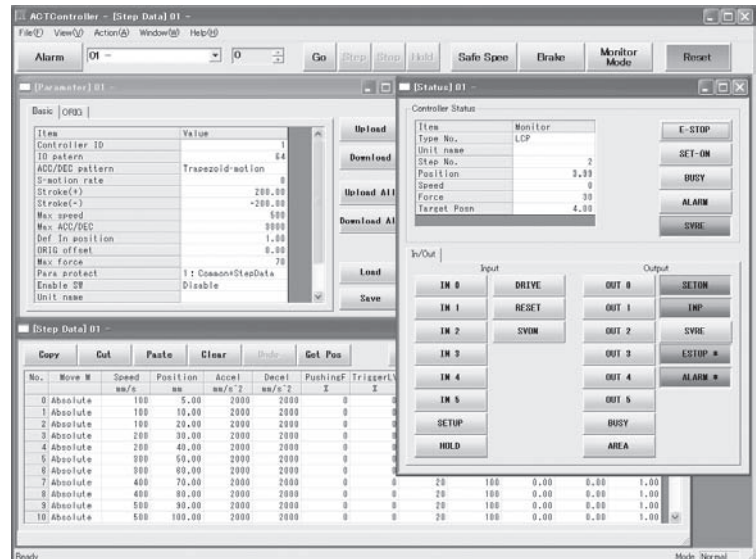 ACTController - [Step Data] 01 -
File(F) View(V) Action(A) Window(W) Help(H)
Alarm 01 - 0 Go Step Stop Hold Safe Spee Brake Monitor Mode Reset
[Parameter] 01 -
Basic ORIG
Item Value
Controller ID 1
IO patern 64
ACC/DEC pattern Trapezoid-motion
S-motion rate 0
Stroke(+) 200.00
Stroke(-) -200.00
Max speed 500
Max ACC/DEC 3000
Def In position 1.00
ORIG offset 0.00
Max force 70
Para protect 1: Common+StepData
Enable SW Disable
Unit name
Upload
Download
Upload All
Download Al
Load
Save
[Status] 01 -
Controller Status
Item Monitor
Type No. LCP
Unit name
Step No. 2
Position 3.99
Speed 0
Force 30
Target Posn 4.00
E-STOP
SET-ON
BUSY
ALARM
SVRE
In/Out
Input Output
IN 0 DRIVE OUT 0 SETON
IN 1 RESET OUT 1 INP
IN 2 SVON OUT 2 SVRE
IN 3 OUT 3 ESTOP *
IN 4 OUT 4 ALARM *
IN 5 OUT 5
SETUP BUSY
HOLD AREA
[Step Data] 01 -
Copy Cut Paste Clear Undo Get Pos
No. Move M Speed Position Accel Decel PushingF TriggerLV
mm/s mm mm/s^2 mm/s^2 % %
0 Absolute 100 5.00 2000 2000 0 0
1 Absolute 100 10.00 2000 2000 0 0
2 Absolute 100 20.00 2000 2000 0 0
3 Absolute 200 30.00 2000 2000 0 0
4 Absolute 200 40.00 2000 2000 0 0
5 Absolute 300 50.00 2000 2000 0 0
6 Absolute 300 60.00 2000 2000 0 0
7 Absolute 400 70.00 2000 2000 0 0 20 100 0.00 0.00 1.00
8 Absolute 400 80.00 2000 2000 0 0 20 100 0.00 0.00 1.00
9 Absolute 500 90.00 2000 2000 0 0 20 100 0.00 0.00 1.00
10 Absolute 500 100.00 2000 2000 0 0 20 100 0.00 0.00 1.00
Ready Mode Normal